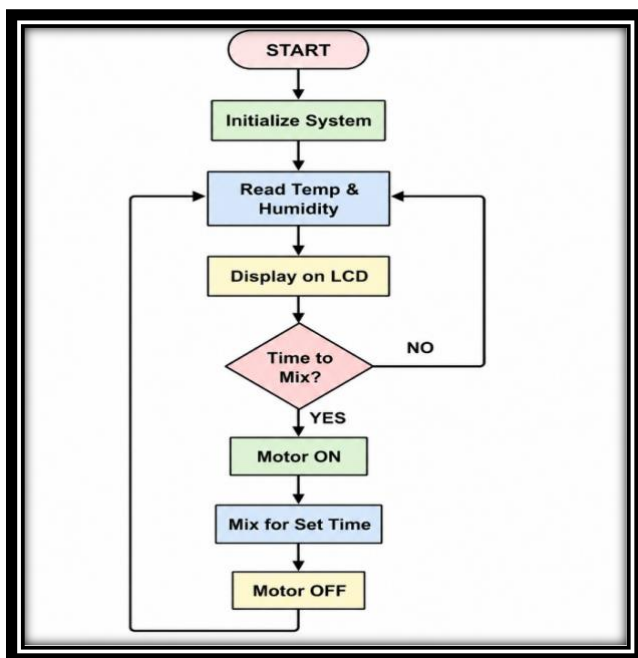 START
Initialize System
Read Temp &
Humidity
Display on LCD
Time to
Mix?
NO
YES
Motor ON
Mix for Set Time
Motor OFF